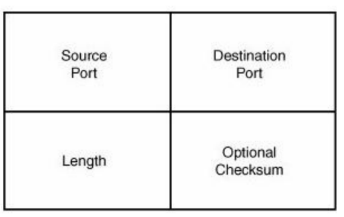 Source
Port
Destination
Port
Length
Optional
Checksum